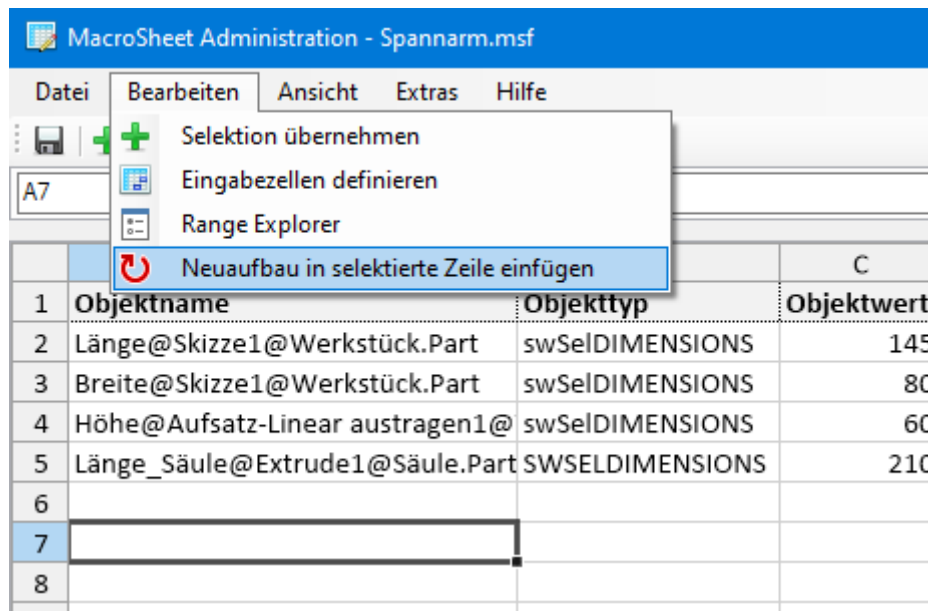 MacroSheet Administration - Spannarm.msf
Datei Bearbeiten Ansicht Extras Hilfe
Selektion übernehmen
A7
Eingabezellen definieren
Range Explorer
Neuaufbau in selektierte Zeile einfügen
C
1 Objektname Objekttyp Objektwert
2 Länge@Skizze1@Werkstück.Part swSelDIMENSIONS 145
3 Breite@Skizze1@Werkstück.Part swSelDIMENSIONS 80
4 Höhe@Aufsatz-Linear austragen1@ swSelDIMENSIONS 60
5 Länge_Säule@Extrude1@Säule.Part SWSELDIMENSIONS 210
6
7
8